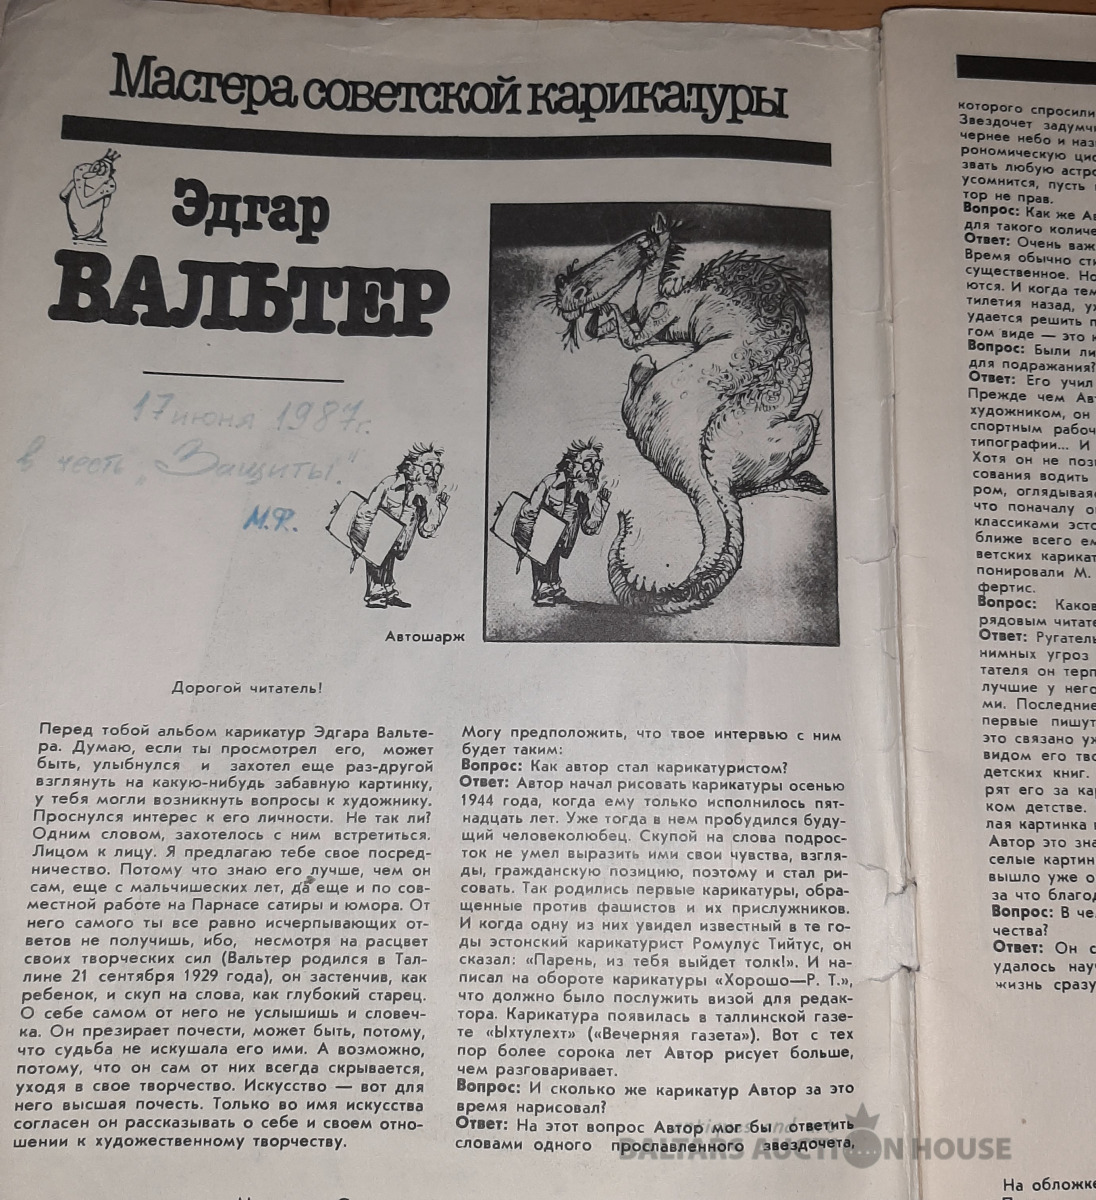 Мастера советской карикатуры
Эдгар
ВАЛЬТЕР
17 июня 1987г.
в честь „Защиты".
М.Ф.
Автошарж
Дорогой читатель!
Перед тобой альбом карикатур Эдгара Вальте-
ра. Думаю, если ты просмотрел его, может
быть, улыбнулся и захотел еще раз-другой
взглянуть на какую-нибудь забавную картинку,
у тебя могли возникнуть вопросы к художнику.
Проснулся интерес к его личности. Не так ли?
Одним словом, захотелось с ним встретиться.
Лицом к лицу. Я предлагаю тебе свое посред-
ничество. Потому что знаю его лучше, чем он
сам, еще с мальчишеских лет, да еще и по сов-
местной работе на Парнасе сатиры и юмора. От
него самого ты все равно исчерпывающих от-
ветов не получишь, ибо, несмотря на расцвет
своих творческих сил (Вальтер родился в Тал-
лине 21 сентября 1929 года), он застенчив, как
ребенок, и скуп на слова, как глубокий старец.
О себе самом от него не услышишь и словеч-
ка. Он презирает почести, может быть, потому,
что судьба не искушала его ими. А возможно,
потому, что он сам от них всегда скрывается,
уходя в свое творчество. Искусство — вот для
него высшая почесть. Только во имя искусства
согласен он рассказывать о себе и своем отно-
шении к художественному творчеству.
Могу предположить, что твое интервью с ним
будет таким:
Вопрос: Как автор стал карикатуристом?
Ответ: Автор начал рисовать карикатуры осенью
1944 года, когда ему только исполнилось пят-
надцать лет. Уже тогда в нем пробудился буду-
щий человеколюбец. Скупой на слова подрос-
ток не умел выразить ими свои чувства, взгля-
ды, гражданскую позицию, поэтому и стал ри-
совать. Так родились первые карикатуры, обра-
щенные против фашистов и их прислужников.
И когда одну из них увидел известный в те го-
ды эстонский карикатурист Ромулус Тийтус, он
сказал: «Парень, из тебя выйдет толк!». И на-
писал на обороте карикатуры «Хорошо—Р. Т.»,
что должно было послужить визой для редак-
тора. Карикатура появилась в таллинской газе-
те «Ыхтулехт» («Вечерняя газета»). Вот с тех
пор более сорока лет Автор рисует больше,
чем разговаривает.
Вопрос: И сколько же карикатур Автор за это
время нарисовал?
Ответ: На этот вопрос Автор мог бы ответить
словами одного прославленного звездочета,
которого спросили
Звездочет задумч
чернее небо и наз
рономическую циф
звать любую астро
усомнится, пусть
тор не прав.
Вопрос: Как же Ав
для такого количе
Ответ: Очень важ
Время обычно сти
существенное. Но
ются. И когда тем
тилетия назад, уж
удается решить п
гом виде — это к
Вопрос: Были ли
для подражания?
Ответ: Его учил
Прежде чем Авт
художником, он
спортным рабоч
типографии... И
Хотя он не поз
сования водить
ром, оглядывая
что поначалу о
классиками эсто
ближе всего ем
ветских карикат
понировали М.
фертис.
Вопрос: Каков
рядовым читате
Ответ: Ругатель
нимных угроз
тателя он терп
лучшие у него
ми. Последние
первые пишут
это связано уж
видом его тво
детских книг.
рят его за кар
ком детстве.
лая картинка в
Автор это зна
селые картин
вышло уже о
за что благод
Вопрос: В че
чества?
Ответ: Он с
удалось науч
жизнь сразу
На обложке
BALTARS AUCTION HOUSE